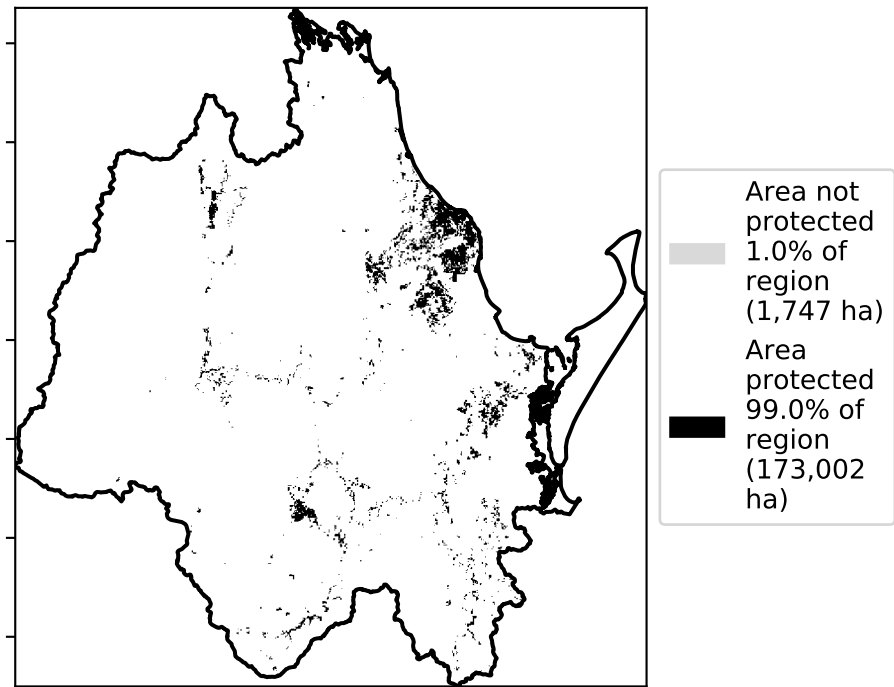 Area not
protected
1.0% of
region
(1,747 ha)
Area
protected
99.0% of
region
(173,002
ha)